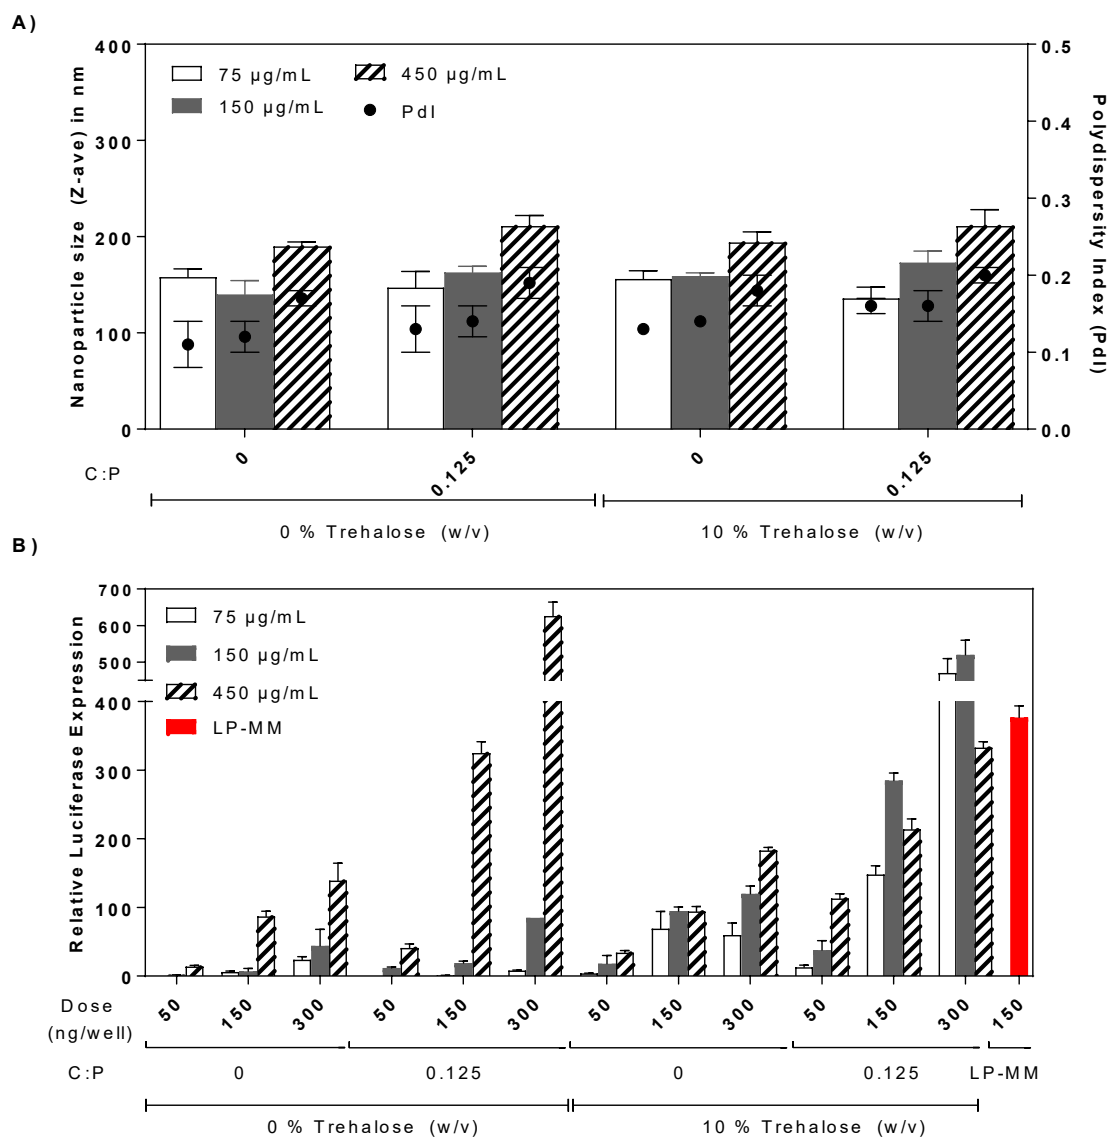 A)
400
300
200
100
0
Nanoparticle size (Z-ave) in nm
75 µg/mL
150 µg/mL
450 µg/mL
PdI
0.5
0.4
0.3
0.2
0.1
0.0
Polydispersity Index (PdI)
C:P
0
0.125
0
0.125
0 % Trehalose (w/v)
10 % Trehalose (w/v)
B)
700
600
500
400
300
200
100
0
Relative Luciferase Expression
75 µg/mL
150 µg/mL
450 µg/mL
LP-MM
Dose
(ng/well)
50 150 300 50 150 300 50 150 300 50 150 300 150
C:P 0 0.125 0 0.125 LP-MM
0 % Trehalose (w/v)
10 % Trehalose (w/v)